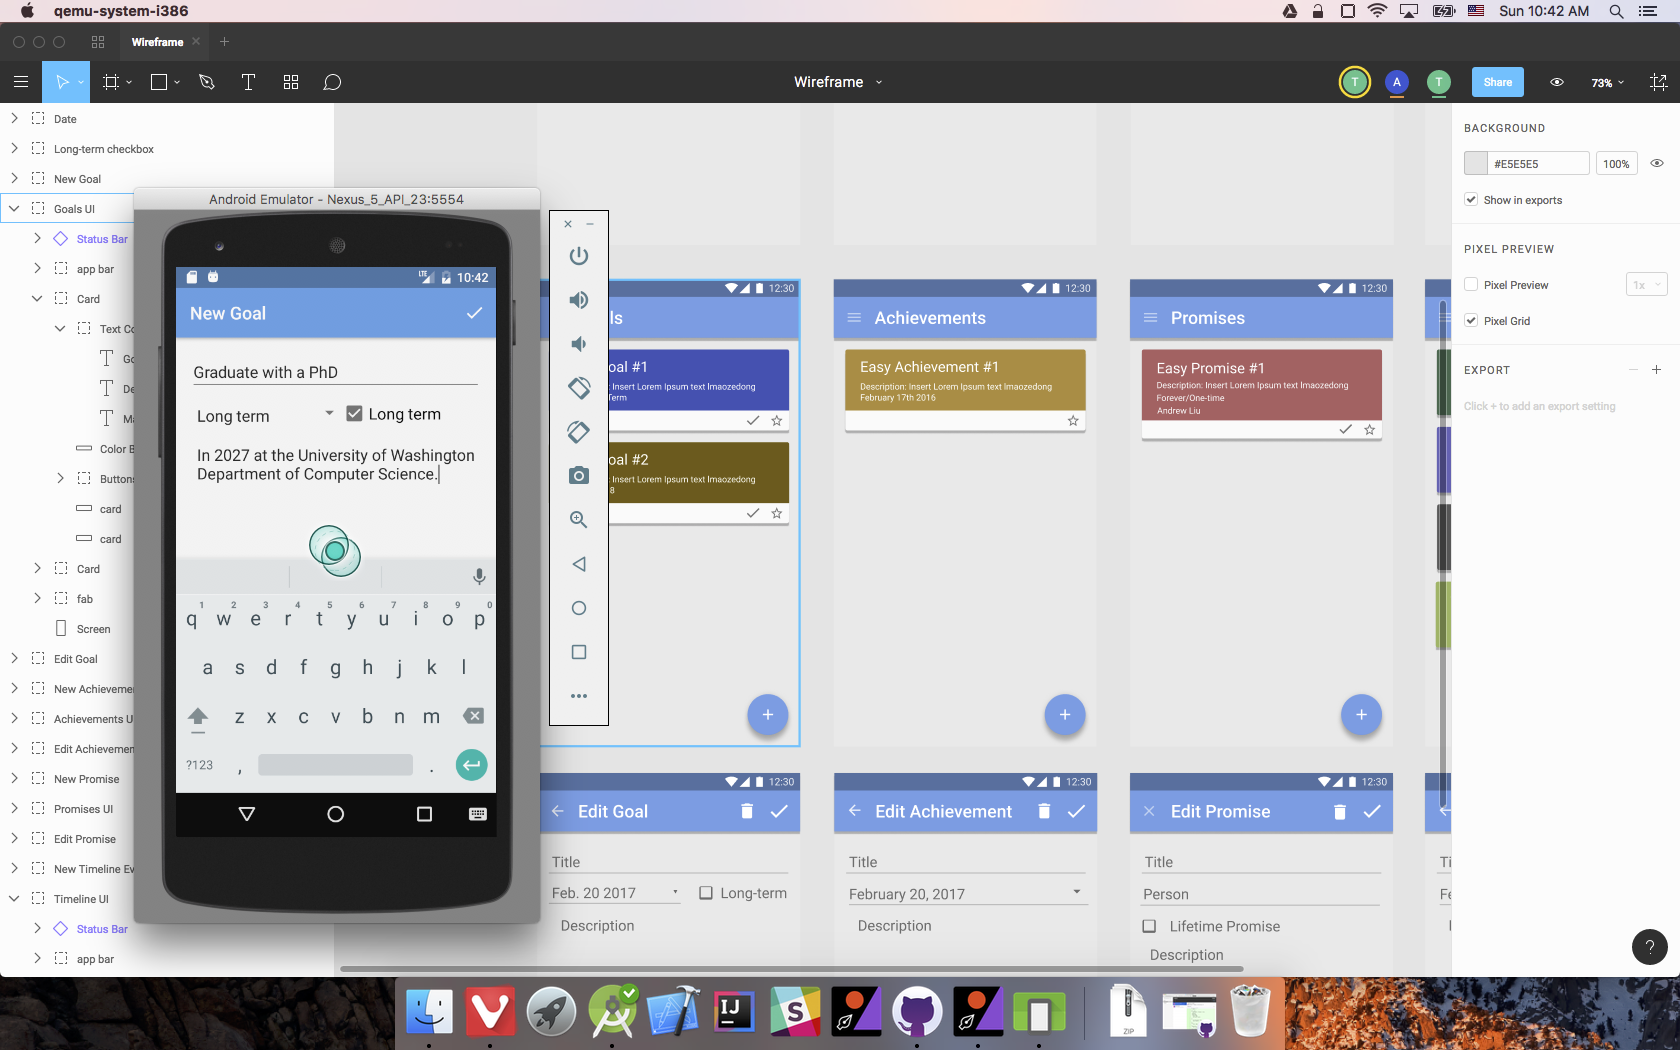 qemu-system-i386
Sun 10:42 AM
Wireframe
Wireframe
T
A
T
Share
73%
Date
Long-term checkbox
New Goal
Goals UI
Status Bar
app bar
Card
Text Co
Go
De
Ma
Color B
Button
card
card
Card
fab
Screen
Edit Goal
New Achieveme
Achievements U
Edit Achievemen
New Promise
Promises UI
Edit Promise
New Timeline Ev
Timeline UI
Status Bar
app bar
Android Emulator - Nexus_5_API_23:5554
LTE
10:42
New Goal
Graduate with a PhD
Long term
Long term
In 2027 at the University of Washington
Department of Computer Science.
1 2 3 4 5 6 7 8 9 0
q w e r t y u i o p
a s d f g h j k l
z x c v b n m
?123 , .
12:30
ls
oal #1
: Insert Lorem Ipsum text lmaozedong
Term
oal #2
: Insert Lorem Ipsum text lmaozedong
8
+
12:30
Achievements
Easy Achievement #1
Description: Insert Lorem Ipsum text lmaozedong
February 17th 2016
+
12:30
Promises
Easy Promise #1
Description: Insert Lorem Ipsum text lmaozedong
Forever/One-time
Andrew Liu
+
12:30
Edit Goal
Title
Feb. 20 2017
Long-term
Description
12:30
Edit Achievement
Title
February 20, 2017
Description
12:30
Edit Promise
Title
Person
Lifetime Promise
Description
Ti
Fe
BACKGROUND
#E5E5E5
100%
Show in exports
PIXEL PREVIEW
Pixel Preview
1x
Pixel Grid
EXPORT
Click + to add an export setting
?
IJ
S
ZIP